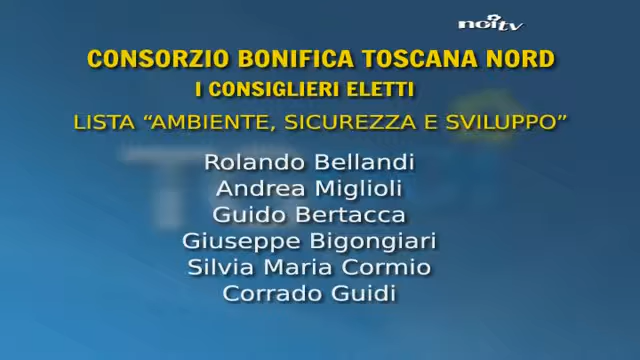 noitv
CONSORZIO BONIFICA TOSCANA NORD
I CONSIGLIERI ELETTI
LISTA “AMBIENTE, SICUREZZA E SVILUPPO”
Rolando Bellandi
Andrea Miglioli
Guido Bertacca
Giuseppe Bigongiari
Silvia Maria Cormio
Corrado Guidi